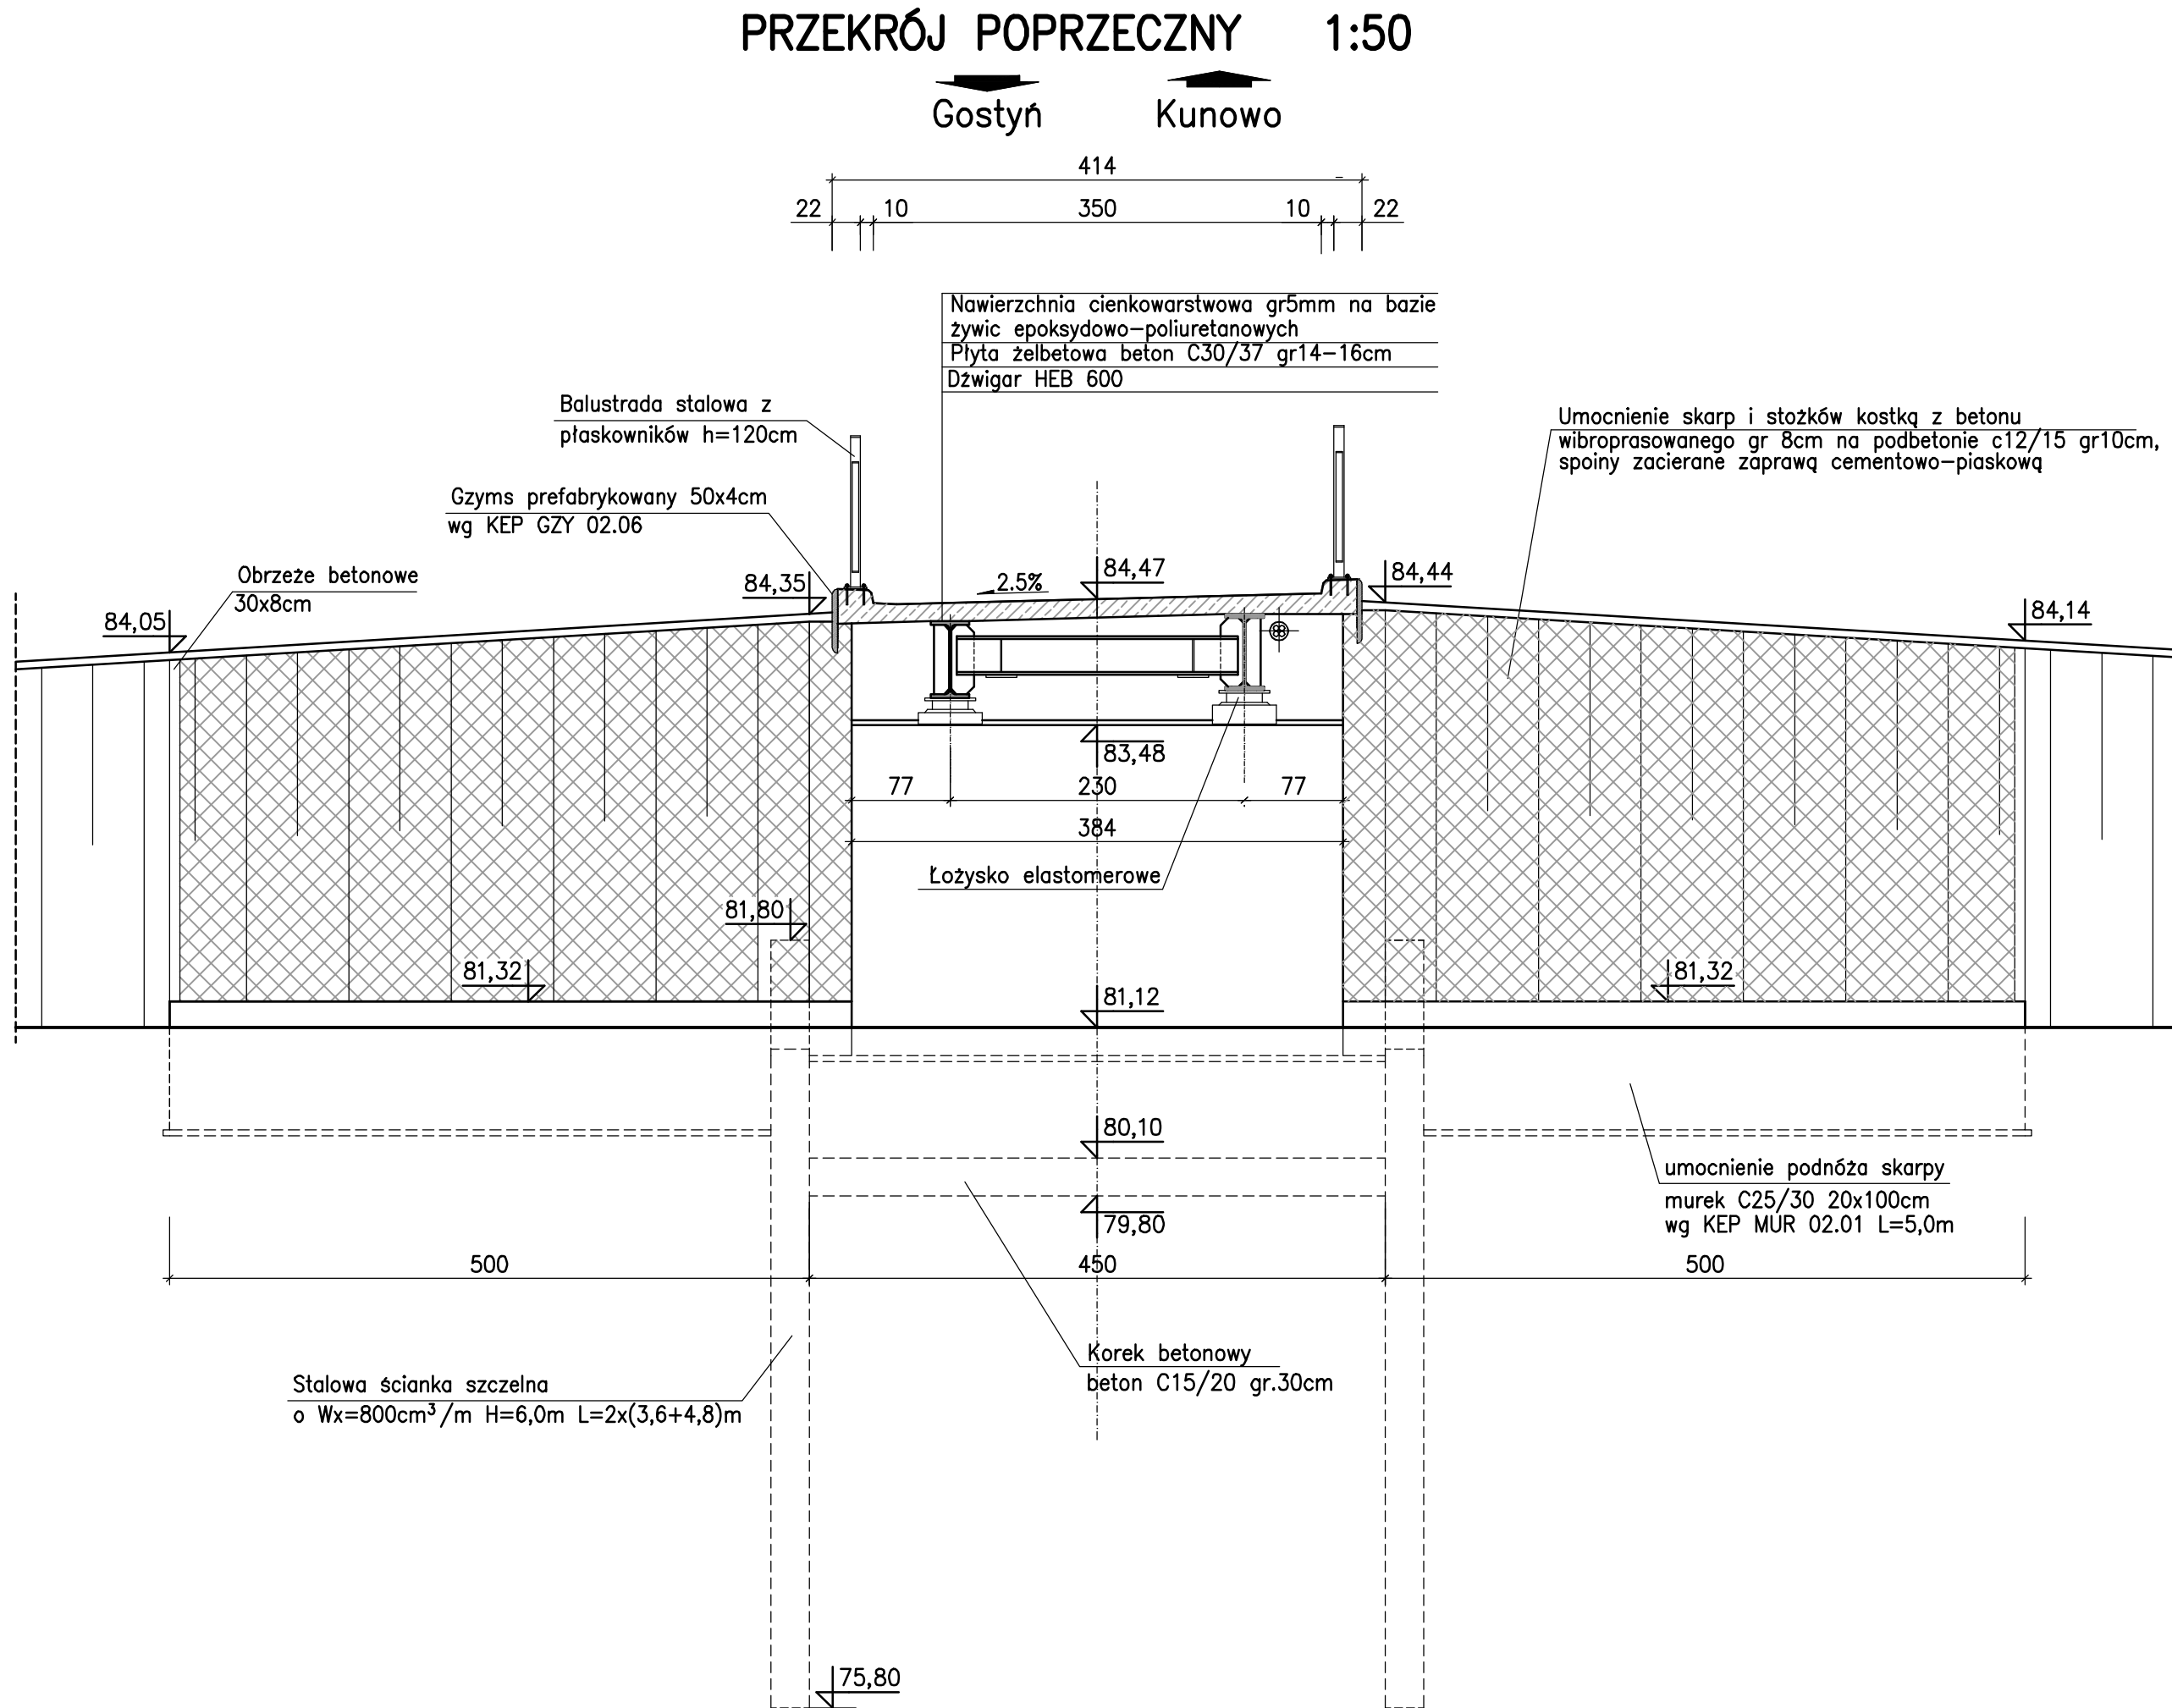 PRZEKRÓJ POPRZECZNY 1:50
Gostyń Kunowo
414
22 10 350 10 22
Nawierzchnia cienkowarstwowa gr5mm na bazie
żywic epoksydowo-poliuretanowych
Płyta żelbetowa beton C30/37 gr14-16cm
Dźwigar HEB 600
Balustrada stalowa z
płaskowników h=120cm
Umocnienie skarp i stożków kostką z betonu
wibroprasowanego gr 8cm na podbetonie c12/15 gr10cm,
spoiny zacierane zaprawą cementowo-piaskową
Gzyms prefabrykowany 50x4cm
wg KEP GZY 02.06
Obrzeże betonowe
30x8cm
84,05
84,35
2.5%
84,47
84,44
84,14
83,48
77 230 77
384
Łożysko elastomerowe
81,80
81,32
81,12
81,32
80,10
79,80
umocnienie podnóża skarpy
murek C25/30 20x100cm
wg KEP MUR 02.01 L=5,0m
500 450 500
Korek betonowy
beton C15/20 gr.30cm
Stalowa ścianka szczelna
o Wx=800cm³/m H=6,0m L=2x(3,6+4,8)m
75,80